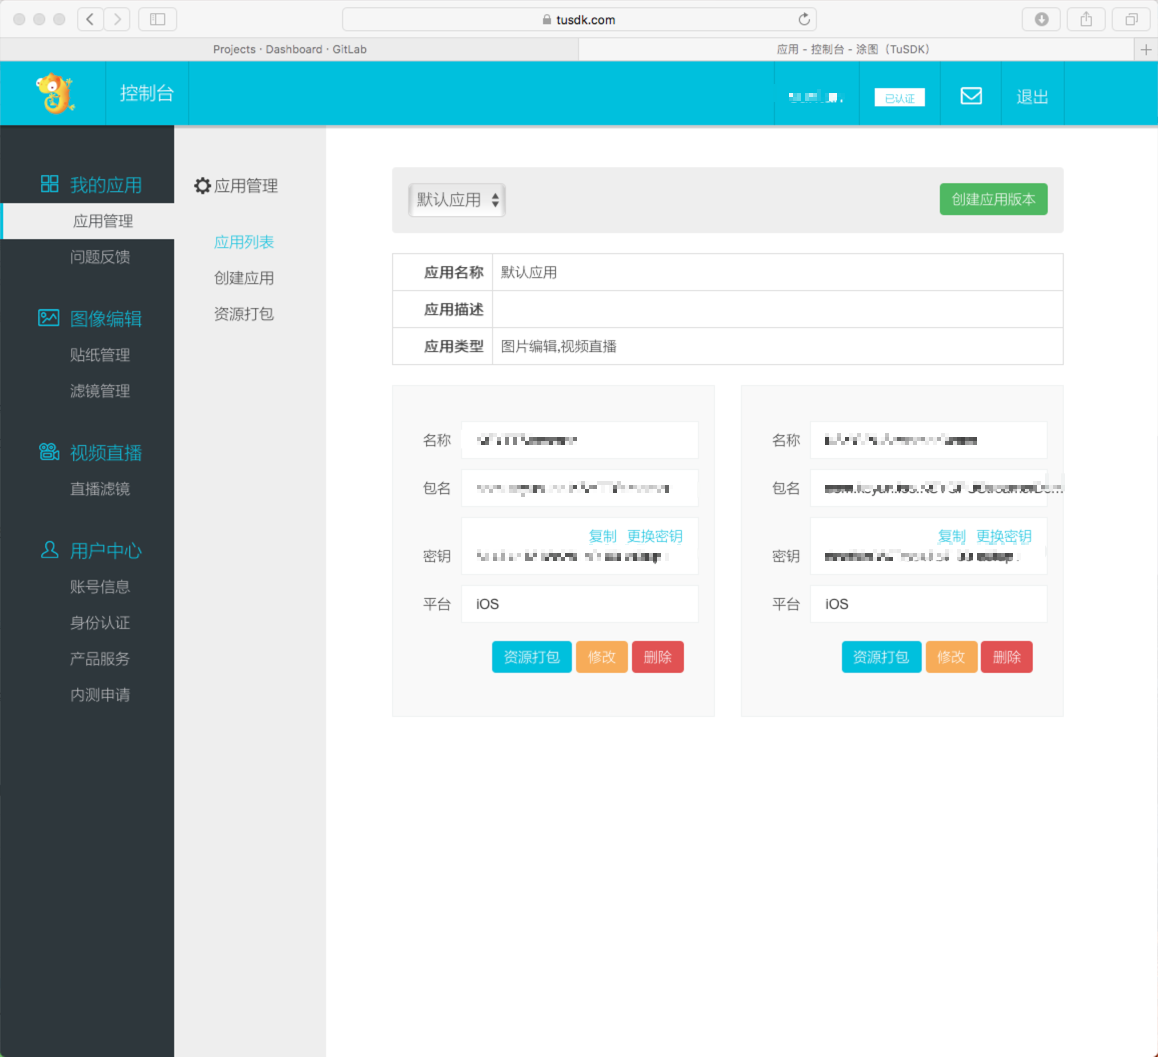 tusdk.com
Projects · Dashboard · GitLab
应用 - 控制台 - 涂图（TuSDK）
控制台
已认证
退出
我的应用
应用管理
问题反馈
图像编辑
贴纸管理
滤镜管理
视频直播
直播滤镜
用户中心
账号信息
身份认证
产品服务
内测申请
应用管理
应用列表
创建应用
资源打包
默认应用
创建应用版本
应用名称 默认应用
应用描述
应用类型 图片编辑,视频直播
名称
包名
复制 更换密钥
密钥
平台 iOS
资源打包 修改 删除
名称
包名
复制 更换密钥
密钥
平台 iOS
资源打包 修改 删除